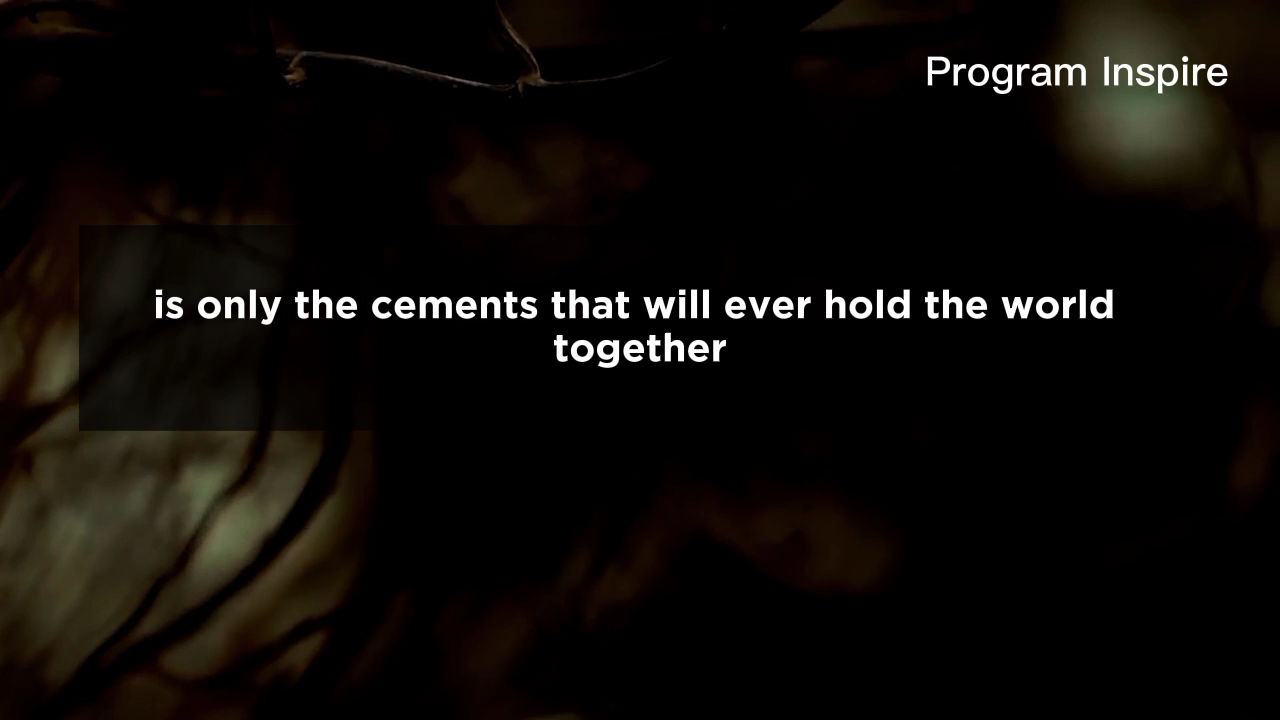 Program Inspire
is only the cements that will ever hold the world
together